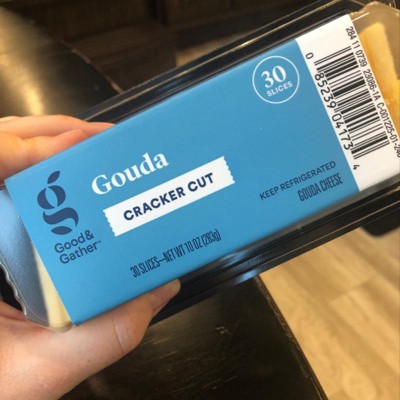 30
SLICES
Gouda
CRACKER CUT
Good&
Gather™
KEEP REFRIGERATED
GOUDA CHEESE
30 SLICES—NET WT 10 OZ (283g)
0 85239 04173 4